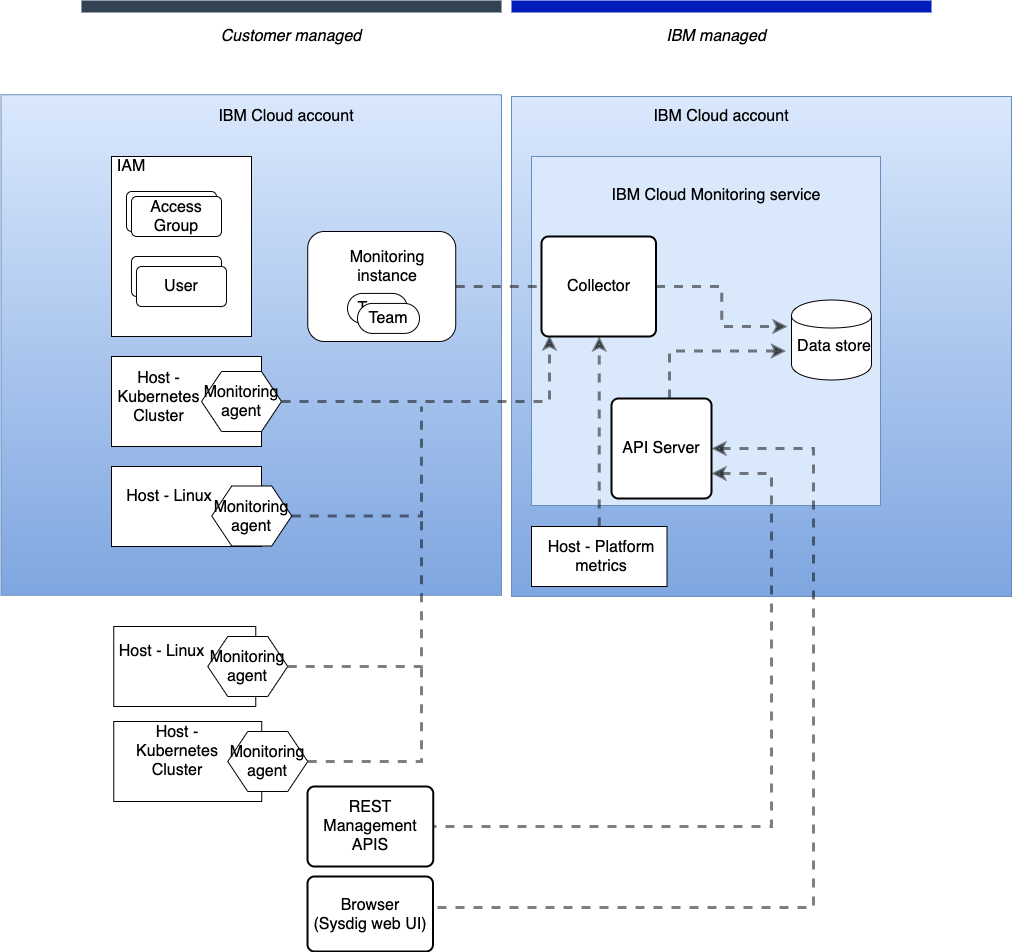 Customer managed
IBM managed
IBM Cloud account
IBM Cloud account
IAM
Access
Group
User
Monitoring
instance
Team
IBM Cloud Monitoring service
Collector
Data store
API Server
Host - Platform
metrics
Host -
Kubernetes
Cluster
Monitoring
agent
Host - Linux
Monitoring
agent
Host - Linux
Monitoring
agent
Host -
Kubernetes
Cluster
Monitoring
agent
REST
Management
APIS
Browser
(Sysdig web UI)